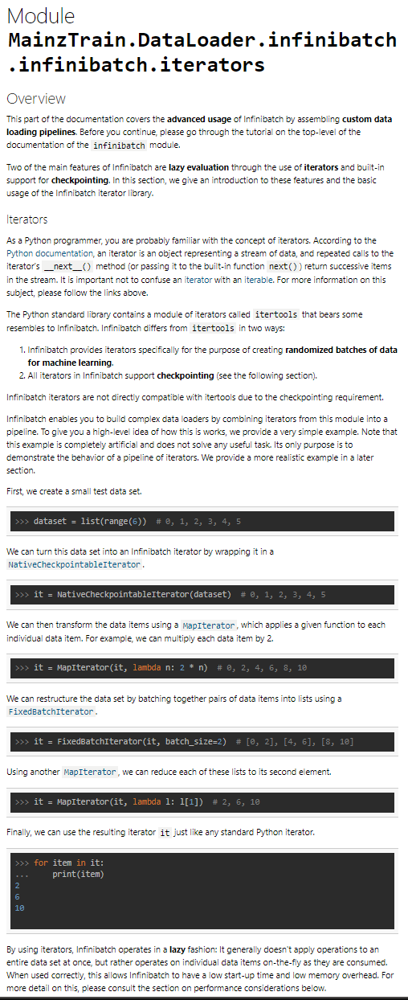 Module
MainzTrain.DataLoader.infinibatch
.infinibatch.iterators
Overview
This part of the documentation covers the advanced usage of Infinibatch by assembling custom data
loading pipelines. Before you continue, please go through the tutorial on the top-level of the
documentation of the infinibatch module.
Two of the main features of Infinibatch are lazy evaluation through the use of iterators and built-in
support for checkpointing. In this section, we give an introduction to these features and the basic
usage of the Infinibatch iterator library.
Iterators
As a Python programmer, you are probably familiar with the concept of iterators. According to the
Python documentation, an iterator is an object representing a stream of data, and repeated calls to the
iterator's __next__() method (or passing it to the built-in function next()) return successive items
in the stream. It is important not to confuse an iterator with an iterable. For more information on this
subject, please follow the links above.
The Python standard library contains a module of iterators called itertools that bears some
resembles to Infinibatch. Infinibatch differs from itertools in two ways:
1. Infinibatch provides iterators specifically for the purpose of creating randomized batches of data
for machine learning.
2. All iterators in Infinibatch support checkpointing (see the following section).
Infinibatch iterators are not directly compatible with itertools due to the checkpointing requirement.
Infinibatch enables you to build complex data loaders by combining iterators from this module into a
pipeline. To give you a high-level idea of how this is works, we provide a very simple example. Note that
this example is completely artificial and does not solve any useful task. Its only purpose is to
demonstrate the behavior of a pipeline of iterators. We provide a more realistic example in a later
section.
First, we create a small test data set.
>>> dataset = list(range(6))  # 0, 1, 2, 3, 4, 5
We can turn this data set into an Infinibatch iterator by wrapping it in a
NativeCheckpointableIterator.
>>> it = NativeCheckpointableIterator(dataset)  # 0, 1, 2, 3, 4, 5
We can then transform the data items using a MapIterator, which applies a given function to each
individual data item. For example, we can multiply each data item by 2.
>>> it = MapIterator(it, lambda n: 2 * n)  # 0, 2, 4, 6, 8, 10
We can restructure the data set by batching together pairs of data items into lists using a
FixedBatchIterator.
>>> it = FixedBatchIterator(it, batch_size=2)  # [0, 2], [4, 6], [8, 10]
Using another MapIterator, we can reduce each of these lists to its second element.
>>> it = MapIterator(it, lambda l: l[1])  # 2, 6, 10
Finally, we can use the resulting iterator it just like any standard Python iterator.
>>> for item in it:
...     print(item)
2
6
10
By using iterators, Infinibatch operates in a lazy fashion: It generally doesn't apply operations to an
entire data set at once, but rather operates on individual data items on-the-fly as they are consumed.
When used correctly, this allows Infinibatch to have a low start-up time and low memory overhead. For
more detail on this, please consult the section on performance considerations below.